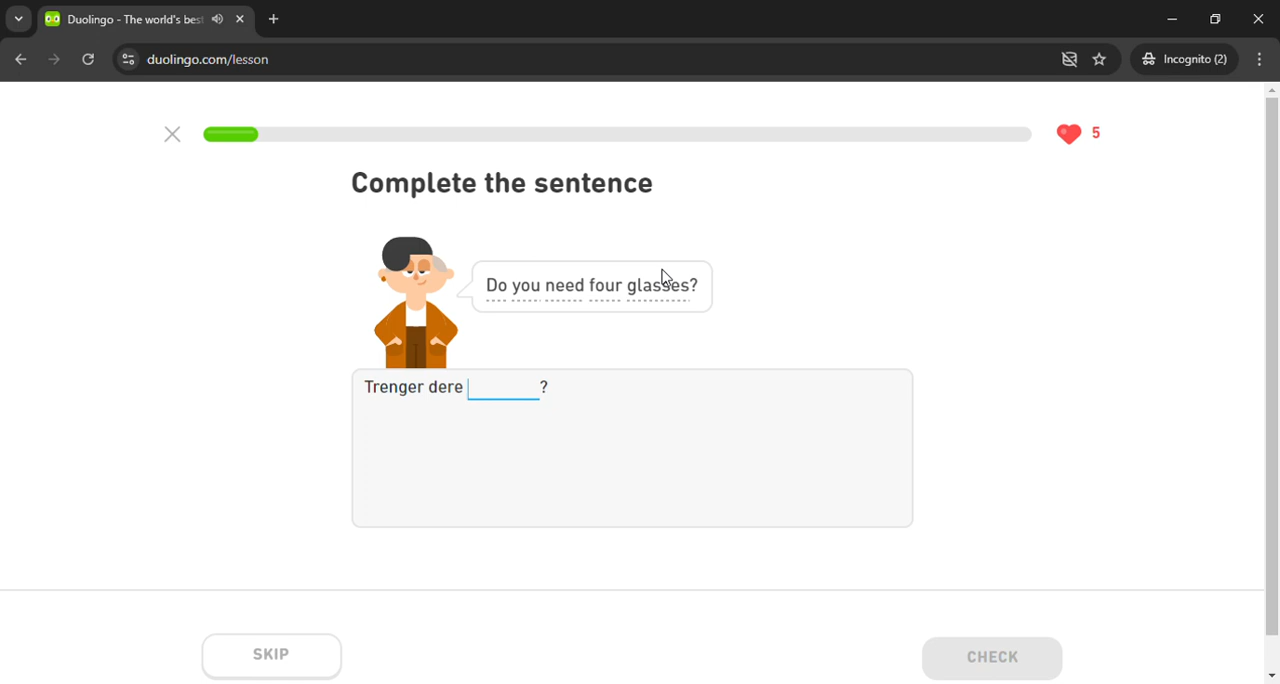 Duolingo - The world's bes
duolingo.com/lesson
Incognito (2)
5
Complete the sentence
Do you need four glasses?
Trenger dere ?
SKIP
CHECK